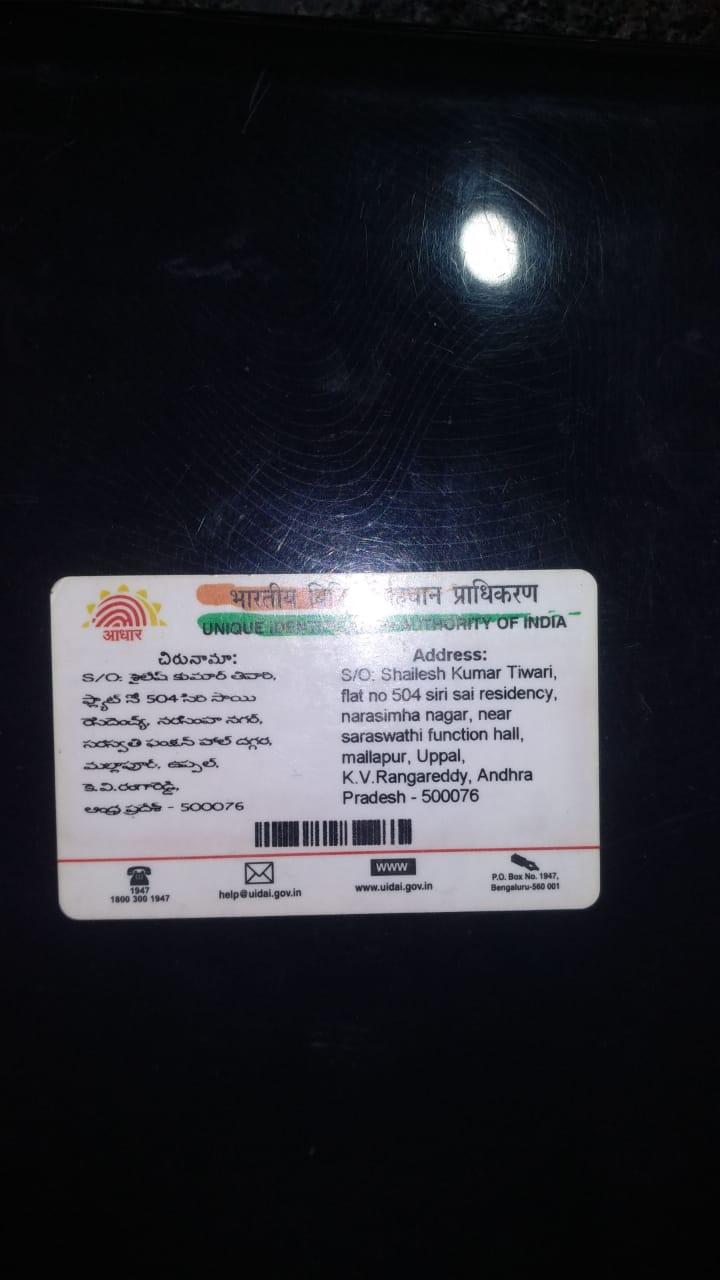 भारतीय प्राधिकरण
UNIQUE AUTHORITY OF INDIA
आधार
చిరునామా:
S/O: శైలేష్ కుమార్ తివారి,
ఫ్లాట్ నే 504 సిరి సాయి
రెసిడెంచ్య్, నరసింహ నగర్,
సరస్వతి ఫంక్షన్ హాల్ దగ్గర,
మల్లాపూర్, ఉప్పల్,
కె.వి.రంగారెడ్డి,
ఆంధ్ర ప్రదేశ్ - 500076
Address:
S/O: Shailesh Kumar Tiwari,
flat no 504 siri sai residency,
narasimha nagar, near
saraswathi function hall,
mallapur, Uppal,
K.V.Rangareddy, Andhra
Pradesh - 500076
1947
1800 300 1947
help@uidai.gov.in
WWW
www.uidai.gov.in
P.O. Box No. 1947,
Bengaluru-560 001